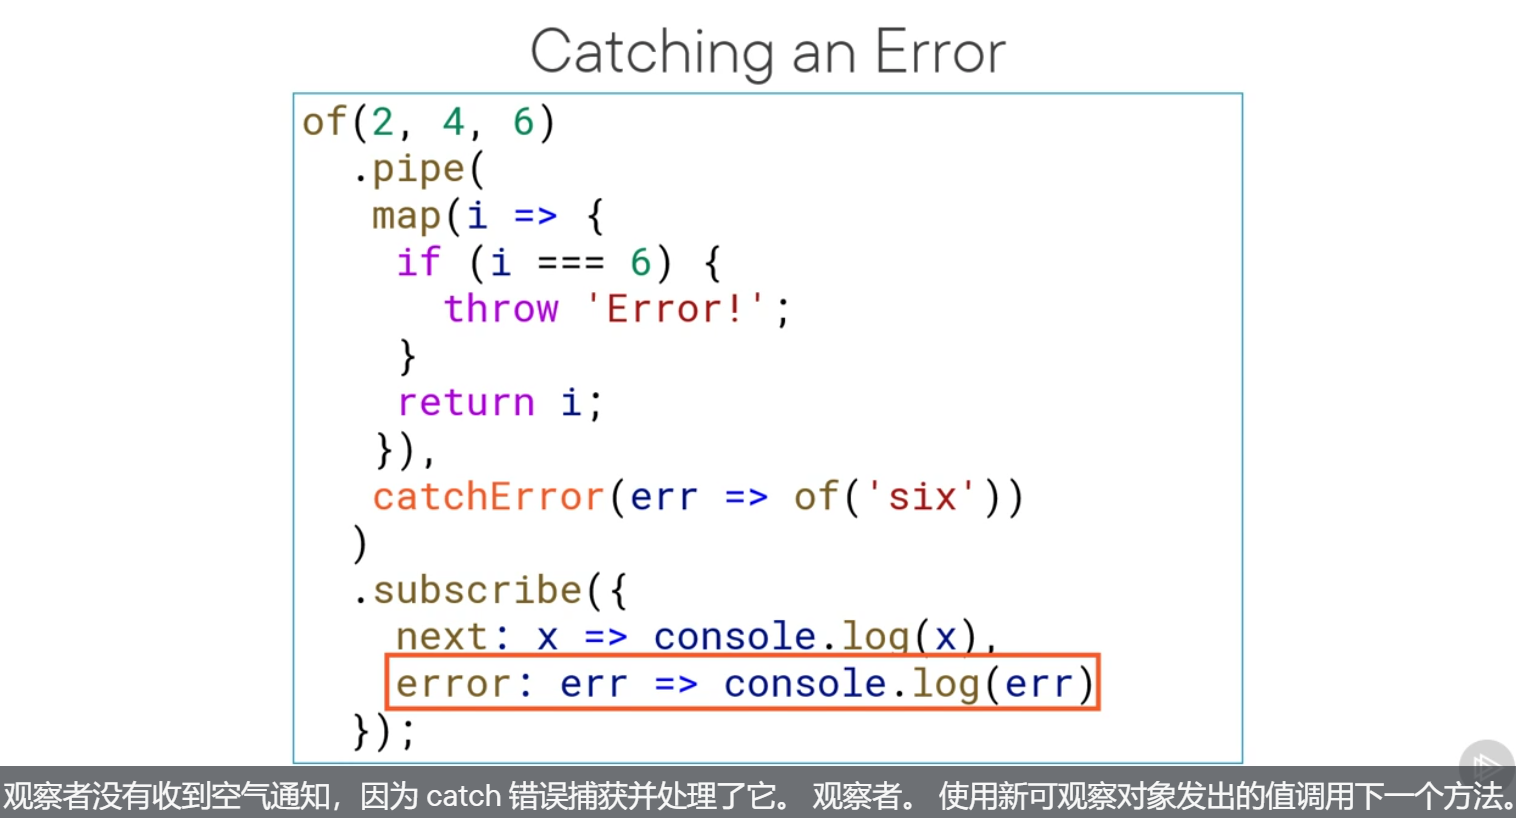 Catching an Error
of(2, 4, 6)
.pipe(
map(i => {
if (i === 6) {
throw 'Error!';
}
return i;
}),
catchError(err => of('six'))
)
.subscribe({
next: x => console.log(x),
error: err => console.log(err)
});
观察者没有收到空气通知，因为 catch 错误捕获并处理了它。 观察者。 使用新可观察对象发出的值调用下一个方法。